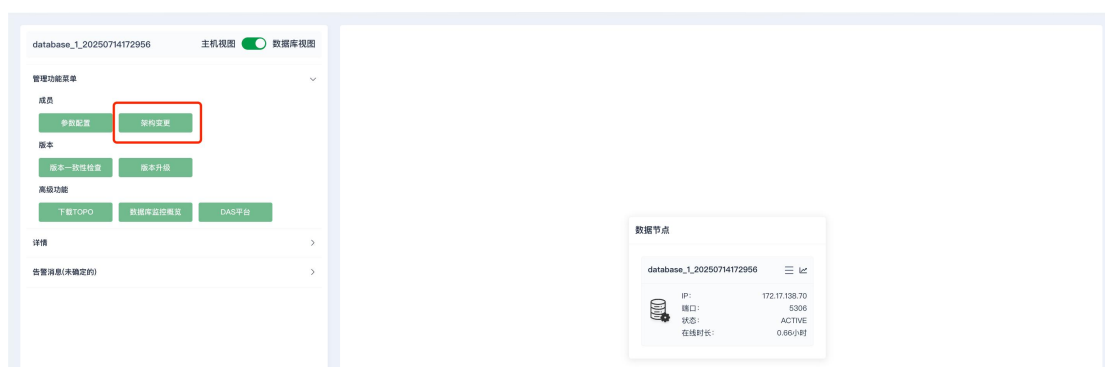 database_1_20250714172956 主机视图 数据库视图
管理功能菜单
成员
参数配置 架构变更
版本
版本一致性检查 版本升级
高级功能
下载TOPO 数据库监控概览 DAS平台
详情
告警消息(未确定的)
数据节点
database_1_20250714172956
IP: 172.17.138.70
端口: 5306
状态: ACTIVE
在线时长: 0.66小时